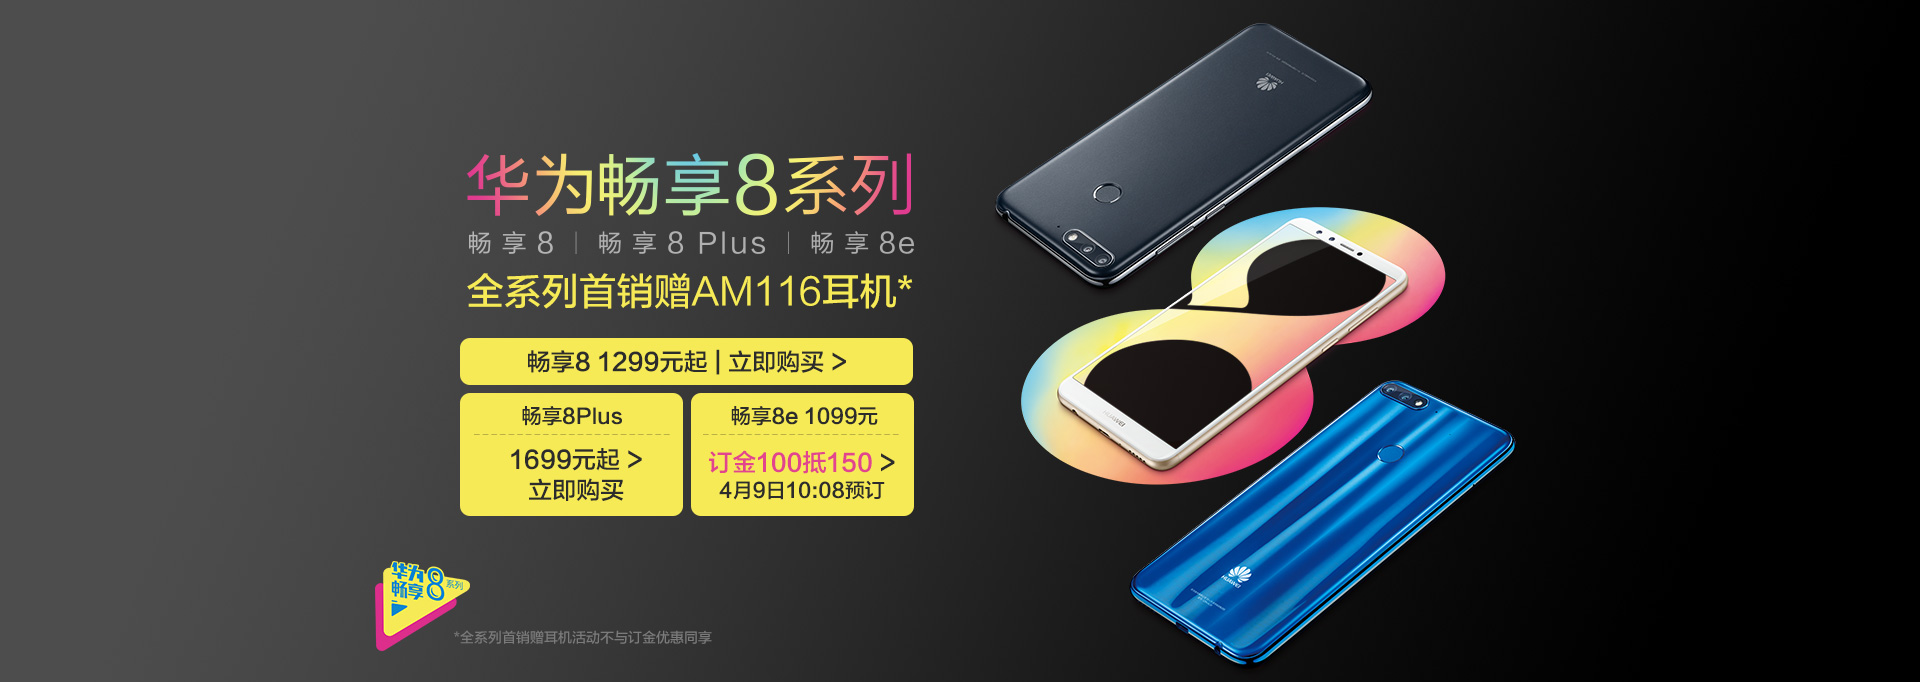 华为畅享8系列
畅享8 | 畅享8 Plus | 畅享8e
全系列首销赠AM116耳机*
畅享8 1299元起 | 立即购买 >
畅享8Plus
1699元起 >
立即购买
畅享8e 1099元
订金100抵150 >
4月9日10:08预订
华为
畅享8系列
*全系列首销赠耳机活动不与订金优惠同享
HUAWEI
HUAWEI
HUAWEI